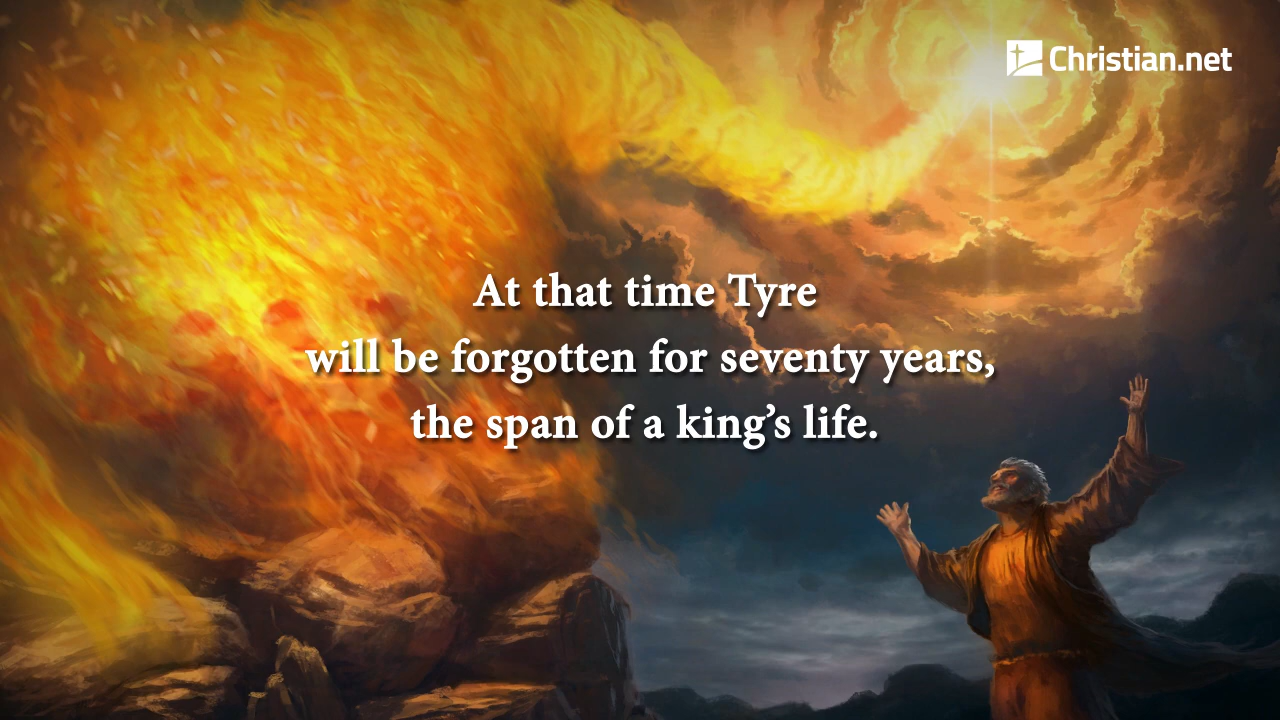 Christian.net
At that time Tyre
will be forgotten for seventy years,
the span of a king’s life.